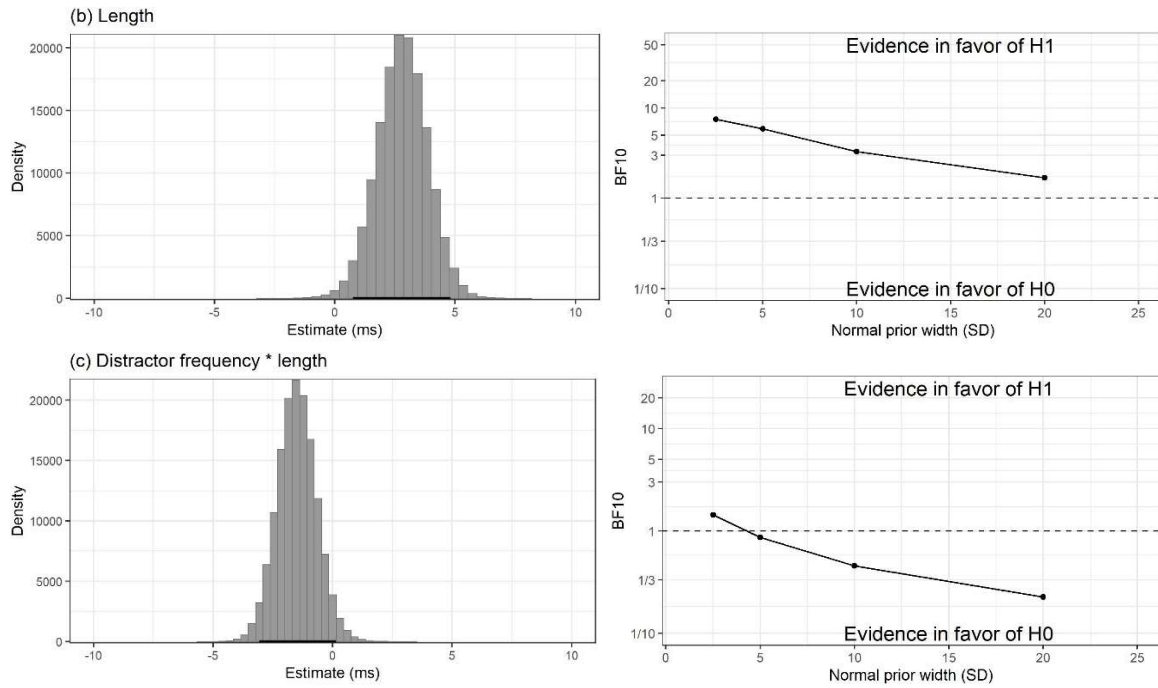 (b) Length
20000
15000
10000
5000
0
Density
-10 -5 0 5 10
Estimate (ms)
50
20
10
5
3
1
1/3
1/10
BF10
Evidence in favor of H1
Evidence in favor of H0
0 5 10 15 20 25
Normal prior width (SD)
(c) Distractor frequency * length
20000
15000
10000
5000
0
Density
-10 -5 0 5 10
Estimate (ms)
20
10
5
3
1
1/3
1/10
BF10
Evidence in favor of H1
Evidence in favor of H0
0 5 10 15 20 25
Normal prior width (SD)